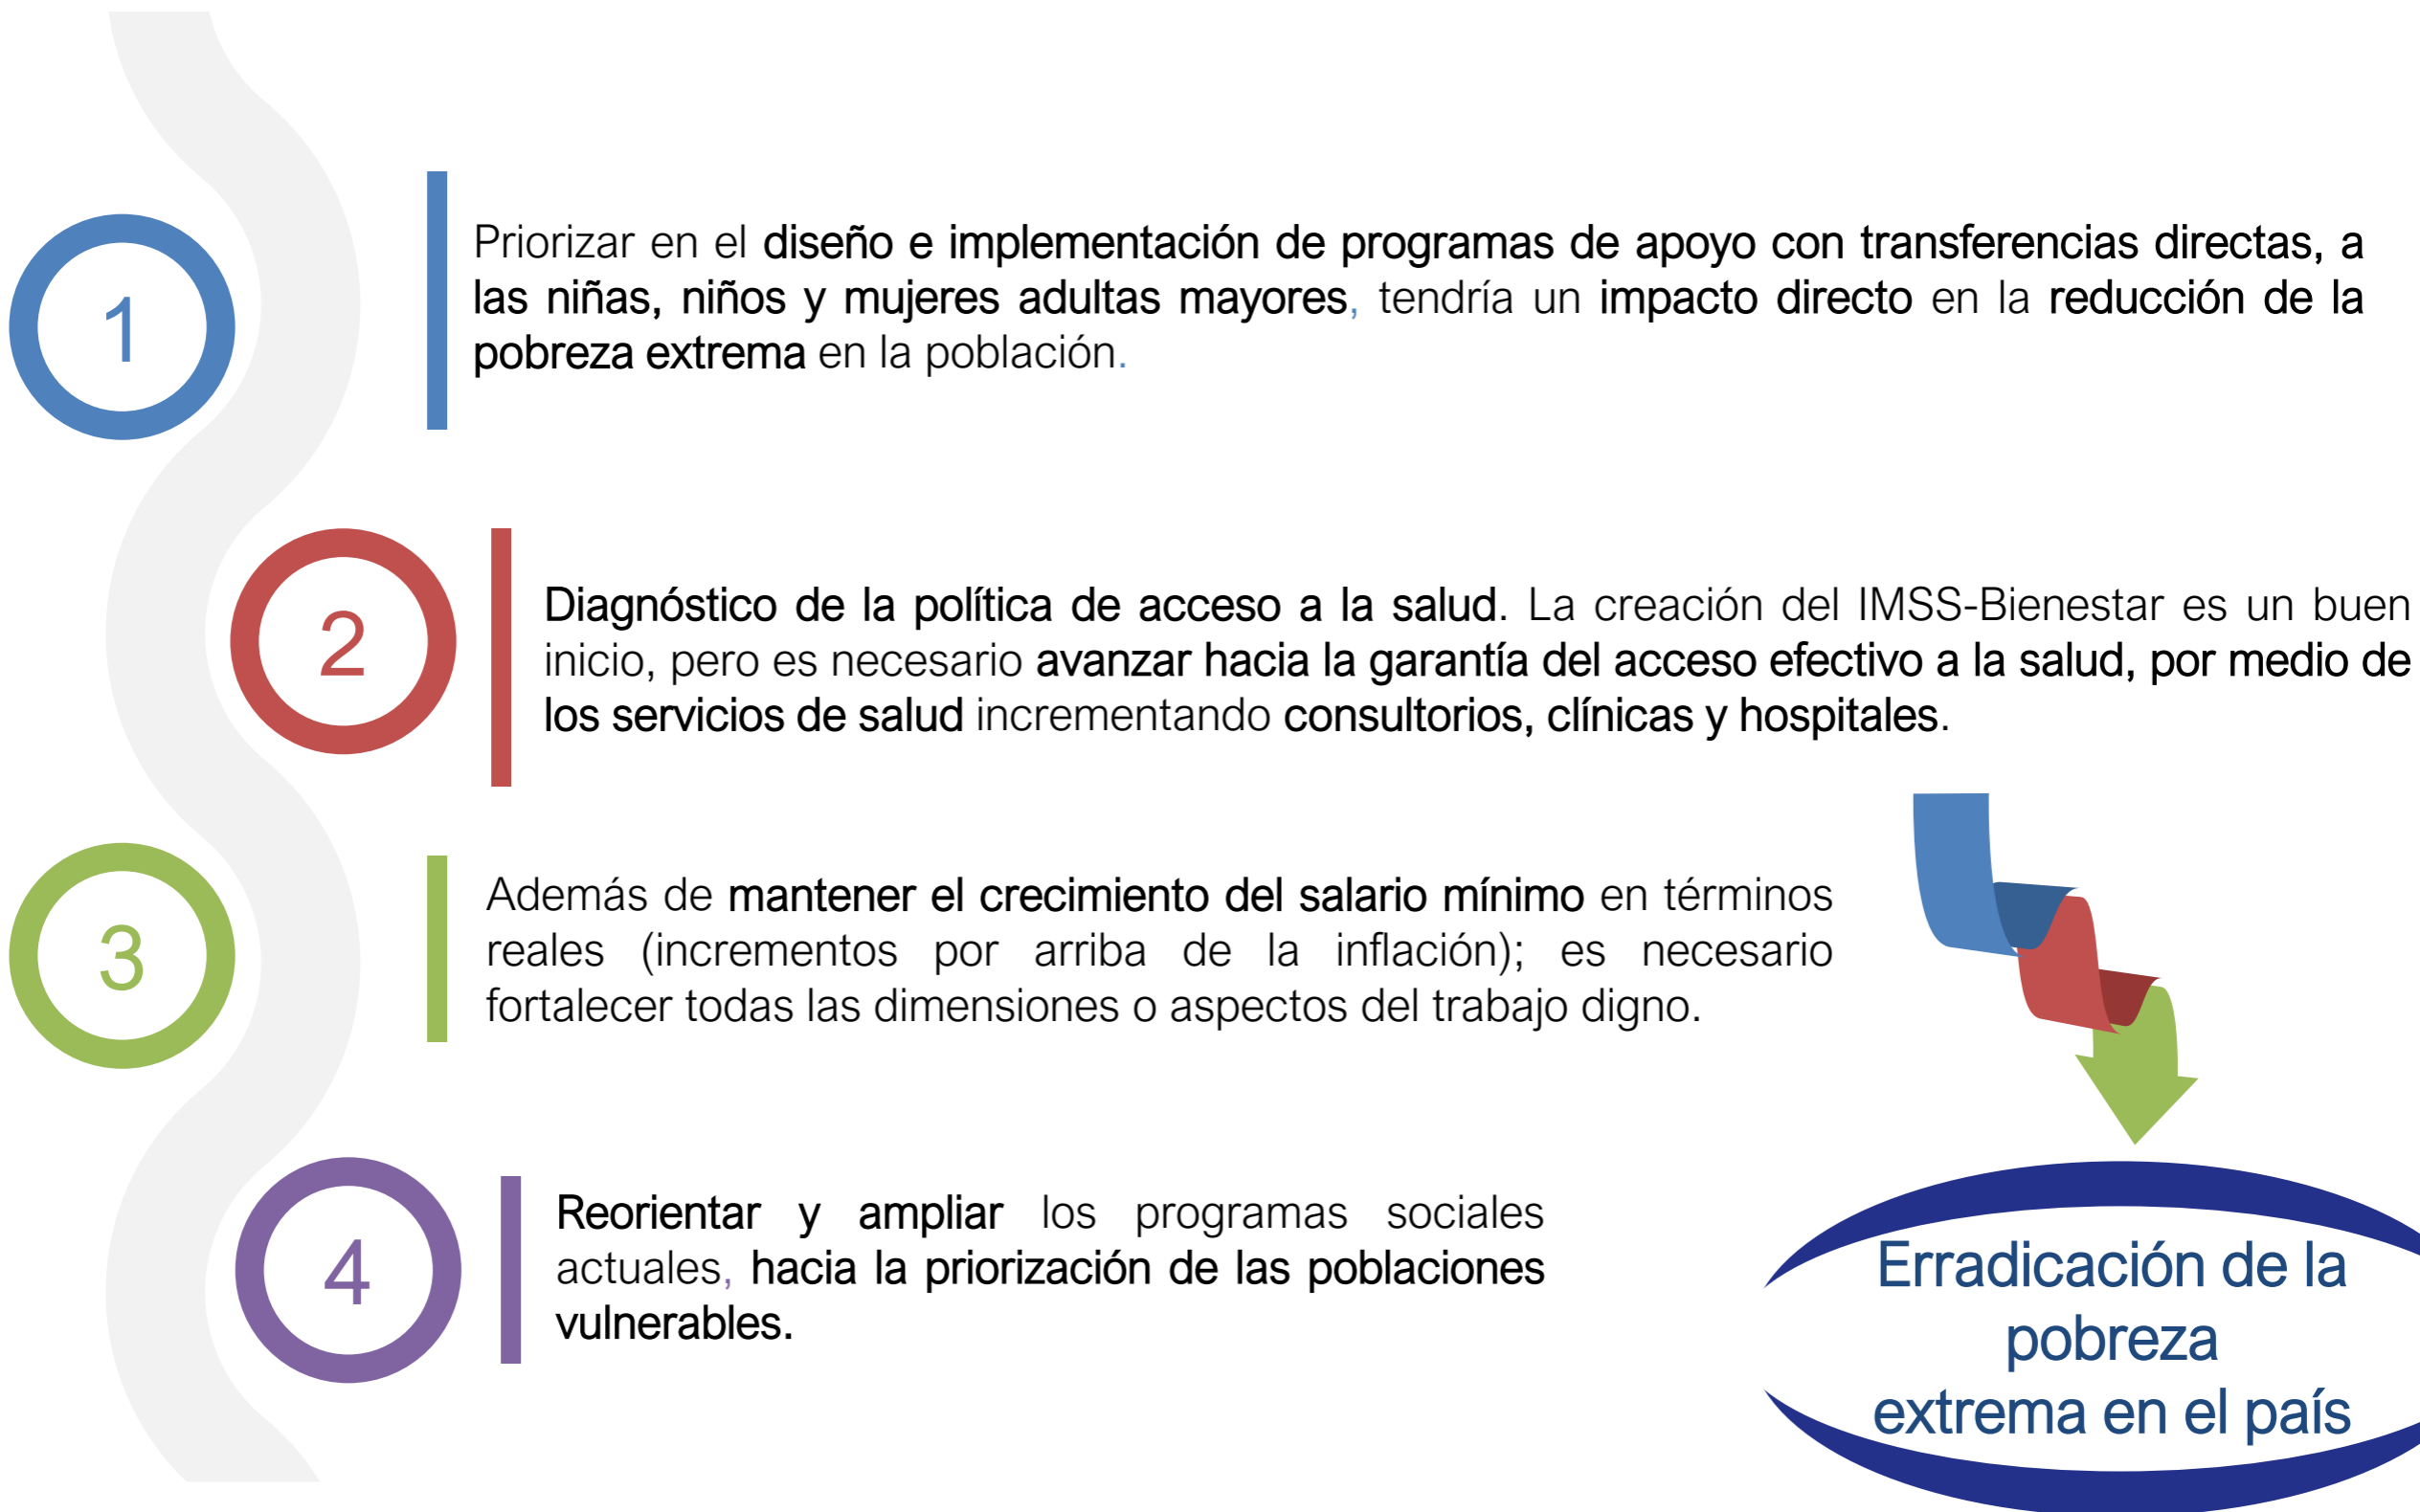 1
Priorizar en el diseño e implementación de programas de apoyo con transferencias directas, a
las niñas, niños y mujeres adultas mayores, tendría un impacto directo en la reducción de la
pobreza extrema en la población.
2
Diagnóstico de la política de acceso a la salud. La creación del IMSS-Bienestar es un buen
inicio, pero es necesario avanzar hacia la garantía del acceso efectivo a la salud, por medio de
los servicios de salud incrementando consultorios, clínicas y hospitales.
3
Además de mantener el crecimiento del salario mínimo en términos
reales (incrementos por arriba de la inflación); es necesario
fortalecer todas las dimensiones o aspectos del trabajo digno.
4
Reorientar y ampliar los programas sociales
actuales, hacia la priorización de las poblaciones
vulnerables.
Erradicación de la
pobreza
extrema en el país